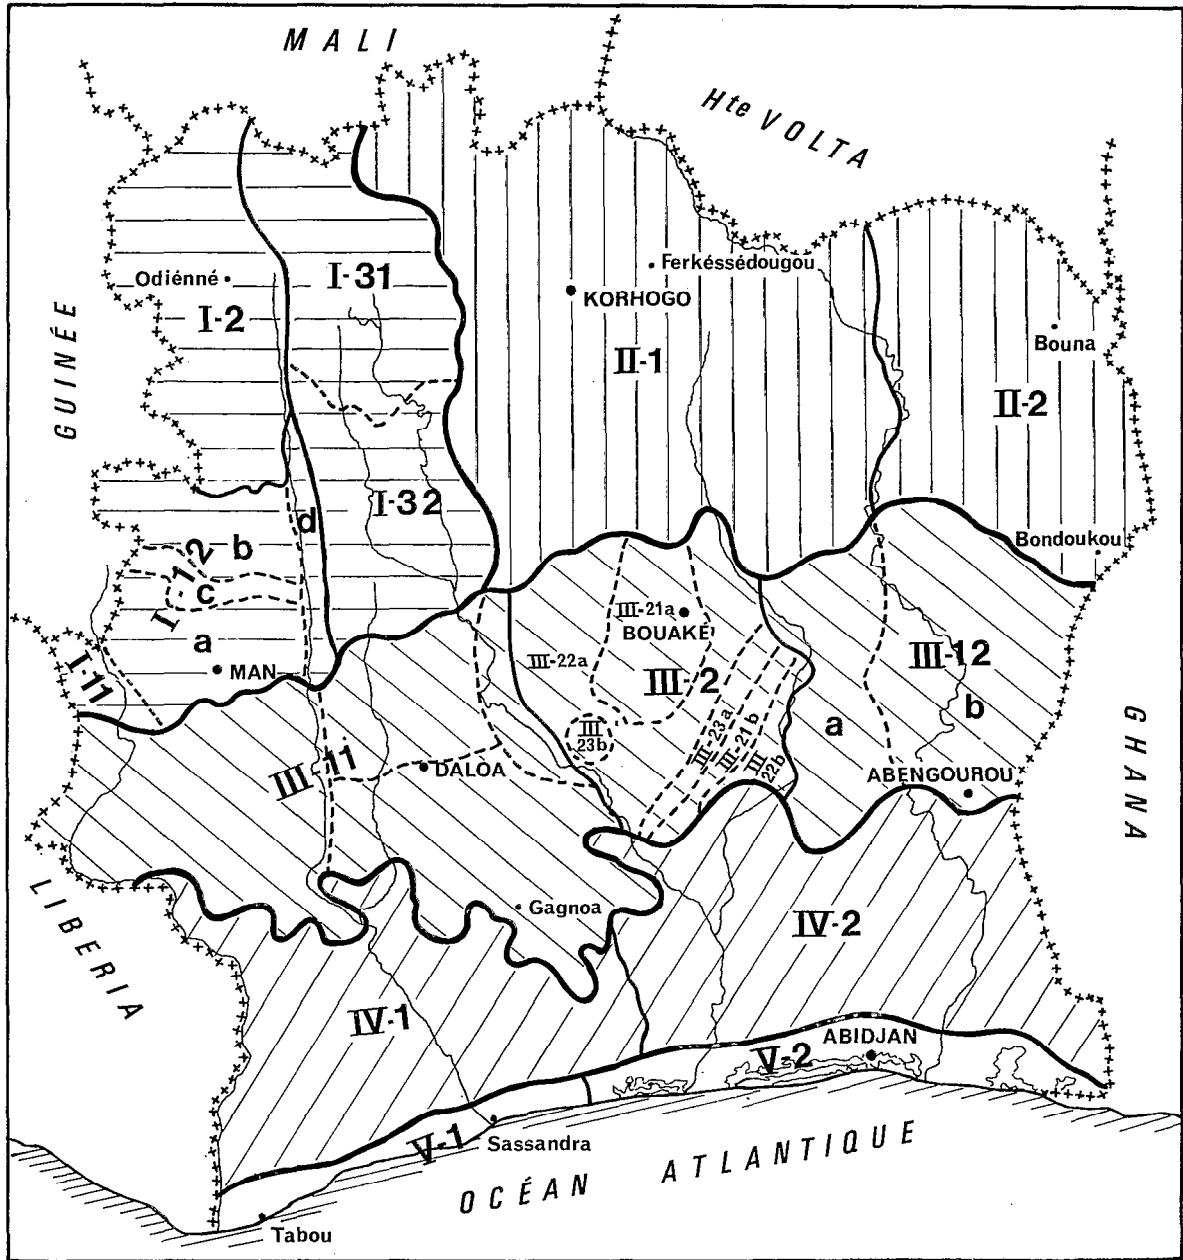 MALI
Hte VOLTA
Odiénné
I-31
Ferkéssédougou
KORHOGO
I-2
GUINÉE
Bouna
II-1
II-2
I-32
d
b
I-12
c
Bondoukou
III-21a
BOUAKÉ
a
MAN
III-22a
III-2
III-12
I-11
b
III-23a
III-21b
III
22b
III
23b
a
GHANA
III-11
DALOA
ABENGOUROU
LIBERIA
Gagnoa
IV-2
IV-1
ABIDJAN
V-2
V-1
Sassandra
OCÉAN ATLANTIQUE
Tabou